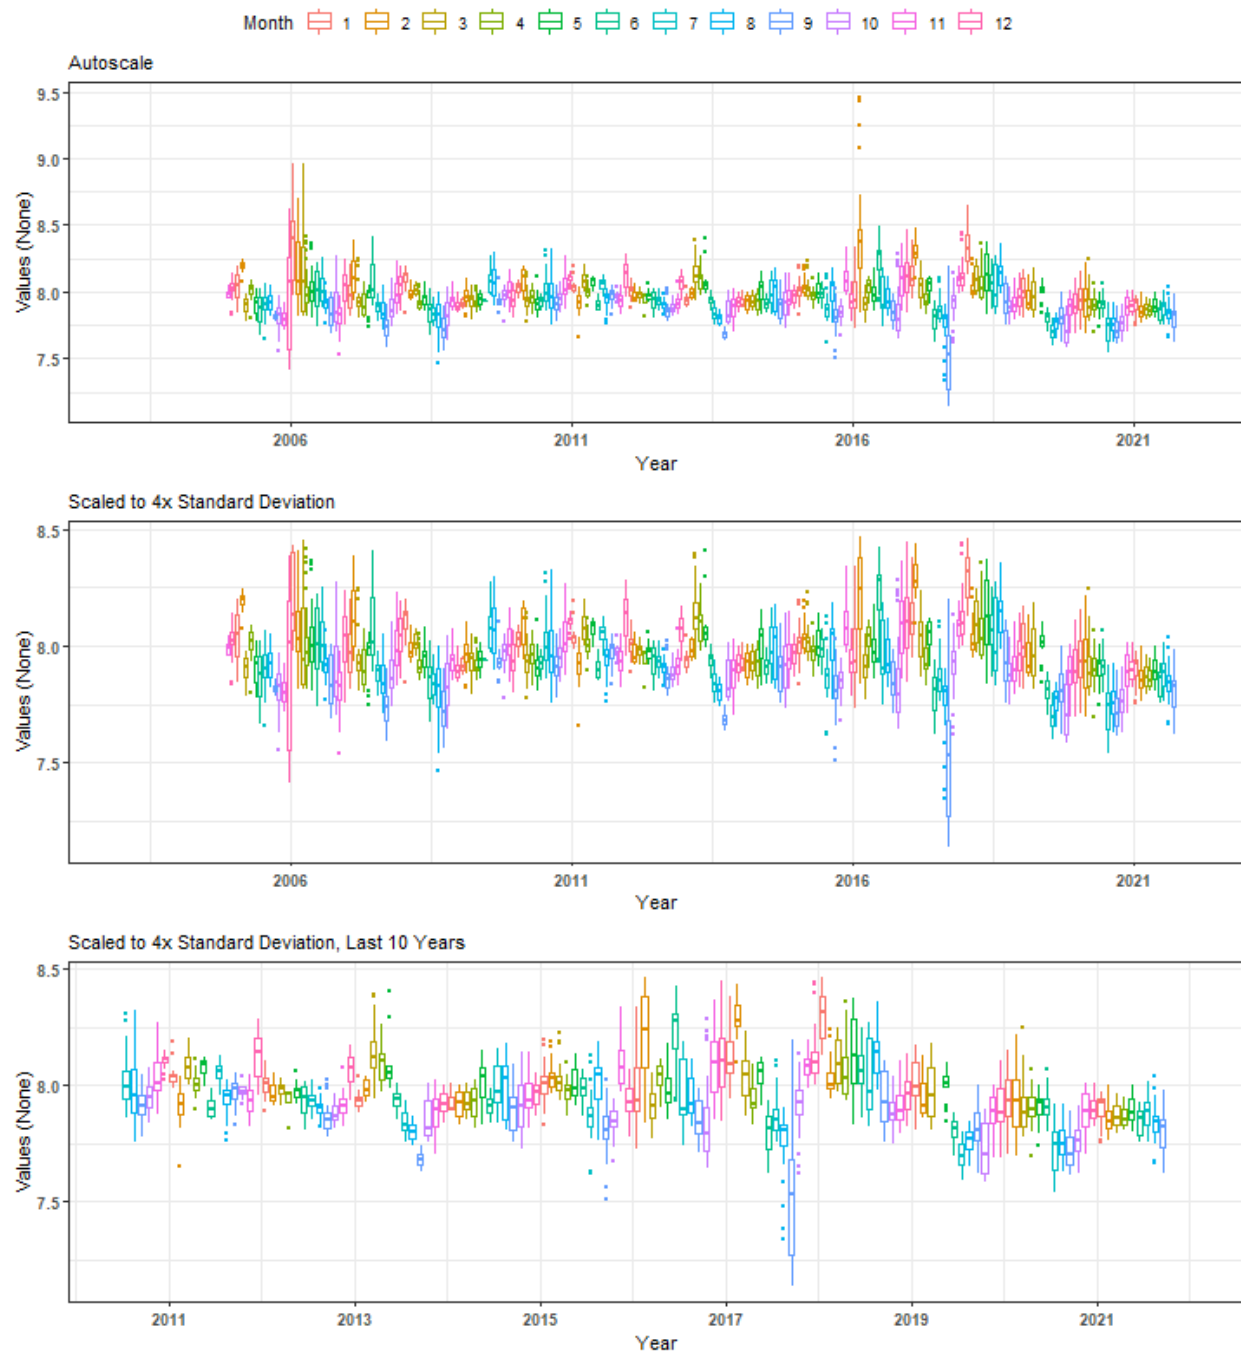 Month 1 2 3 4 5 6 7 8 9 10 11 12
Autoscale
9.5
9.0
8.5
8.0
7.5
Values (None)
2006 2011 2016 2021
Year
Scaled to 4x Standard Deviation
8.5
8.0
7.5
Values (None)
2006 2011 2016 2021
Year
Scaled to 4x Standard Deviation, Last 10 Years
8.5
8.0
7.5
Values (None)
2011 2013 2015 2017 2019 2021
Year